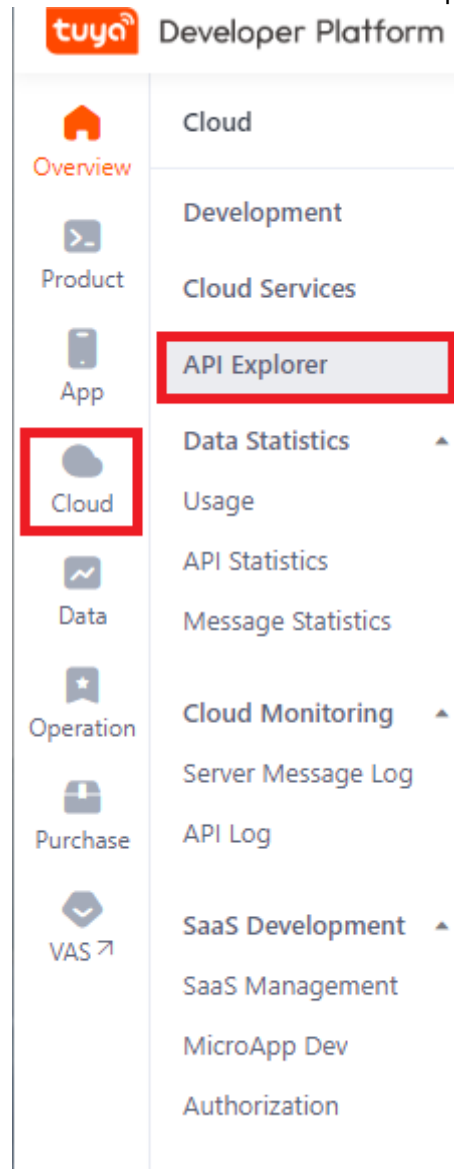 tuya Developer Platform
Overview
Product
App
Cloud
Data
Operation
Purchase
VAS
Cloud
Development
Cloud Services
API Explorer
Data Statistics
Usage
API Statistics
Message Statistics
Cloud Monitoring
Server Message Log
API Log
SaaS Development
SaaS Management
MicroApp Dev
Authorization